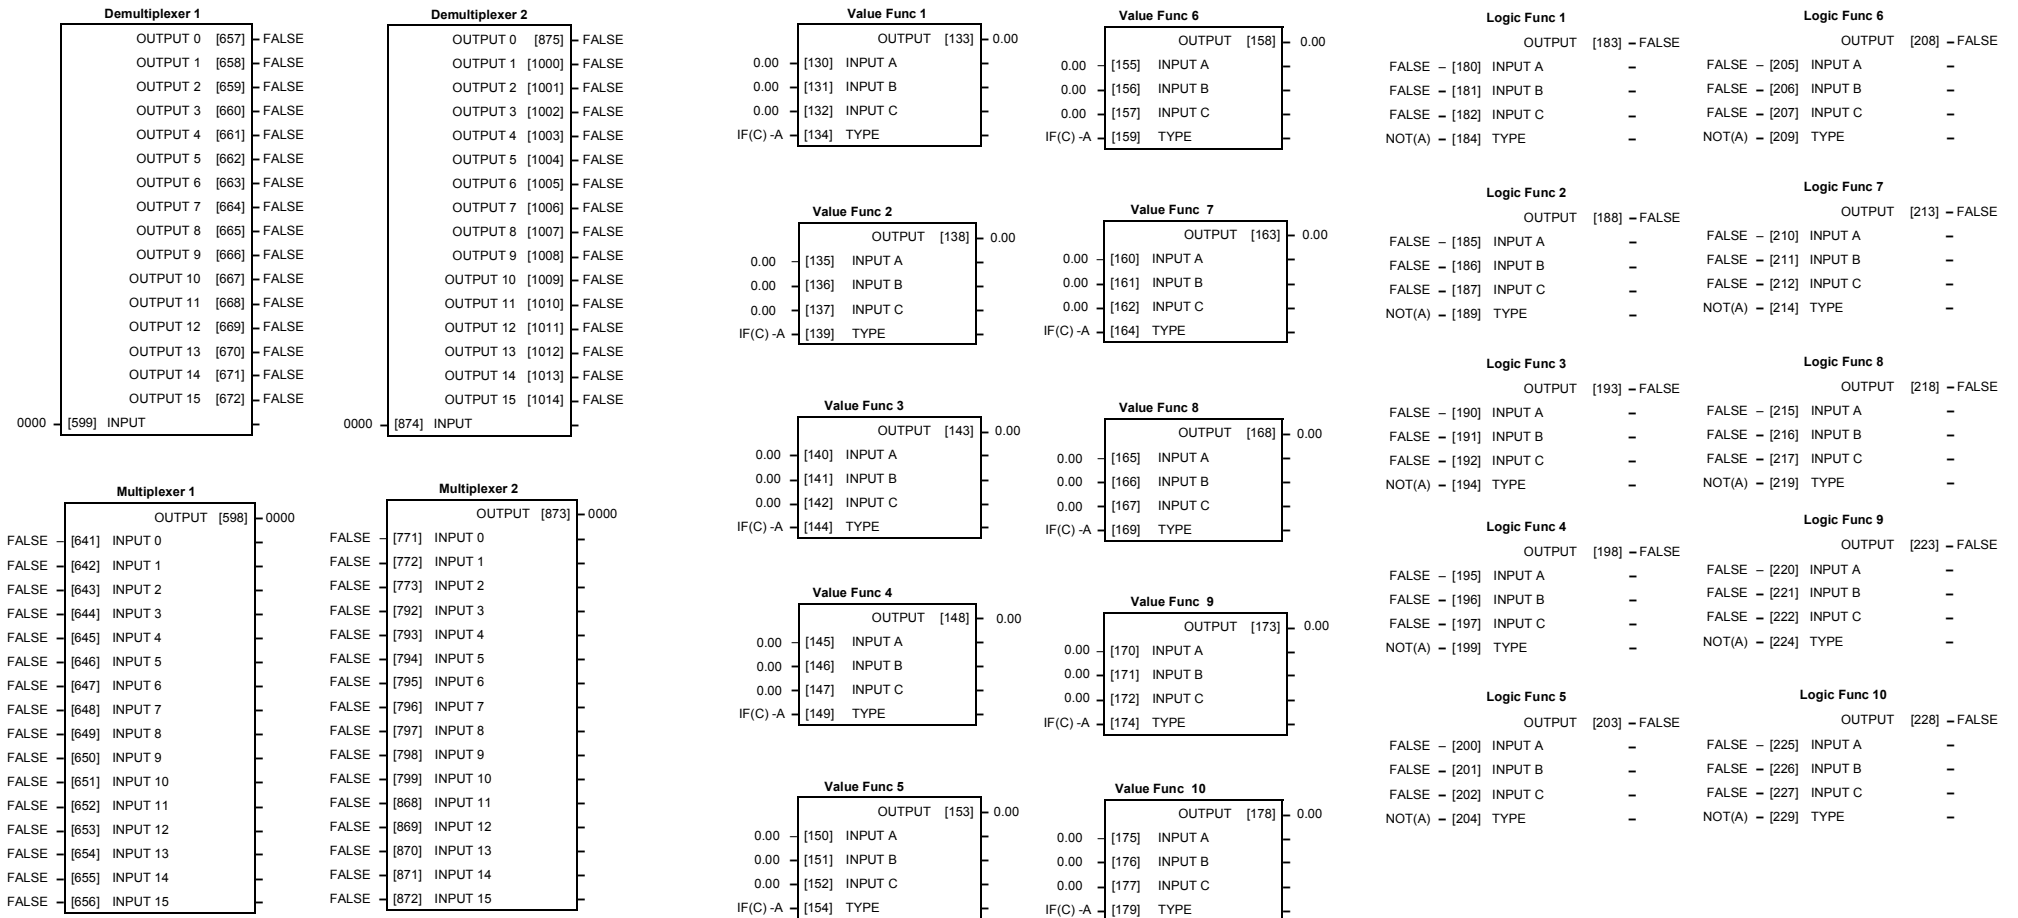 Demultiplexer 1
OUTPUT 0 [657] FALSE
OUTPUT 1 [658] FALSE
OUTPUT 2 [659] FALSE
OUTPUT 3 [660] FALSE
OUTPUT 4 [661] FALSE
OUTPUT 5 [662] FALSE
OUTPUT 6 [663] FALSE
OUTPUT 7 [664] FALSE
OUTPUT 8 [665] FALSE
OUTPUT 9 [666] FALSE
OUTPUT 10 [667] FALSE
OUTPUT 11 [668] FALSE
OUTPUT 12 [669] FALSE
OUTPUT 13 [670] FALSE
OUTPUT 14 [671] FALSE
OUTPUT 15 [672] FALSE
0000 [599] INPUT
Demultiplexer 2
OUTPUT 0 [875] FALSE
OUTPUT 1 [1000] FALSE
OUTPUT 2 [1001] FALSE
OUTPUT 3 [1002] FALSE
OUTPUT 4 [1003] FALSE
OUTPUT 5 [1004] FALSE
OUTPUT 6 [1005] FALSE
OUTPUT 7 [1006] FALSE
OUTPUT 8 [1007] FALSE
OUTPUT 9 [1008] FALSE
OUTPUT 10 [1009] FALSE
OUTPUT 11 [1010] FALSE
OUTPUT 12 [1011] FALSE
OUTPUT 13 [1012] FALSE
OUTPUT 14 [1013] FALSE
OUTPUT 15 [1014] FALSE
0000 [874] INPUT
Multiplexer 1
OUTPUT [598] 0000
FALSE [641] INPUT 0
FALSE [642] INPUT 1
FALSE [643] INPUT 2
FALSE [644] INPUT 3
FALSE [645] INPUT 4
FALSE [646] INPUT 5
FALSE [647] INPUT 6
FALSE [648] INPUT 7
FALSE [649] INPUT 8
FALSE [650] INPUT 9
FALSE [651] INPUT 10
FALSE [652] INPUT 11
FALSE [653] INPUT 12
FALSE [654] INPUT 13
FALSE [655] INPUT 14
FALSE [656] INPUT 15
Multiplexer 2
OUTPUT [873] 0000
FALSE [771] INPUT 0
FALSE [772] INPUT 1
FALSE [773] INPUT 2
FALSE [792] INPUT 3
FALSE [793] INPUT 4
FALSE [794] INPUT 5
FALSE [795] INPUT 6
FALSE [796] INPUT 7
FALSE [797] INPUT 8
FALSE [798] INPUT 9
FALSE [799] INPUT 10
FALSE [868] INPUT 11
FALSE [869] INPUT 12
FALSE [870] INPUT 13
FALSE [871] INPUT 14
FALSE [872] INPUT 15
Value Func 1
OUTPUT [133] 0.00
0.00 [130] INPUT A
0.00 [131] INPUT B
0.00 [132] INPUT C
IF(C) -A [134] TYPE
Value Func 2
OUTPUT [138] 0.00
0.00 [135] INPUT A
0.00 [136] INPUT B
0.00 [137] INPUT C
IF(C) -A [139] TYPE
Value Func 3
OUTPUT [143] 0.00
0.00 [140] INPUT A
0.00 [141] INPUT B
0.00 [142] INPUT C
IF(C) -A [144] TYPE
Value Func 4
OUTPUT [148] 0.00
0.00 [145] INPUT A
0.00 [146] INPUT B
0.00 [147] INPUT C
IF(C) -A [149] TYPE
Value Func 5
OUTPUT [153] 0.00
0.00 [150] INPUT A
0.00 [151] INPUT B
0.00 [152] INPUT C
IF(C) -A [154] TYPE
Value Func 6
OUTPUT [158] 0.00
0.00 [155] INPUT A
0.00 [156] INPUT B
0.00 [157] INPUT C
IF(C) -A [159] TYPE
Value Func 7
OUTPUT [163] 0.00
0.00 [160] INPUT A
0.00 [161] INPUT B
0.00 [162] INPUT C
IF(C) -A [164] TYPE
Value Func 8
OUTPUT [168] 0.00
0.00 [165] INPUT A
0.00 [166] INPUT B
0.00 [167] INPUT C
IF(C) -A [169] TYPE
Value Func 9
OUTPUT [173] 0.00
0.00 [170] INPUT A
0.00 [171] INPUT B
0.00 [172] INPUT C
IF(C) -A [174] TYPE
Value Func 10
OUTPUT [178] 0.00
0.00 [175] INPUT A
0.00 [176] INPUT B
0.00 [177] INPUT C
IF(C) -A [179] TYPE
Logic Func 1
OUTPUT [183] FALSE
FALSE [180] INPUT A
FALSE [181] INPUT B
FALSE [182] INPUT C
NOT(A) [184] TYPE
Logic Func 2
OUTPUT [188] FALSE
FALSE [185] INPUT A
FALSE [186] INPUT B
FALSE [187] INPUT C
NOT(A) [189] TYPE
Logic Func 3
OUTPUT [193] FALSE
FALSE [190] INPUT A
FALSE [191] INPUT B
FALSE [192] INPUT C
NOT(A) [194] TYPE
Logic Func 4
OUTPUT [198] FALSE
FALSE [195] INPUT A
FALSE [196] INPUT B
FALSE [197] INPUT C
NOT(A) [199] TYPE
Logic Func 5
OUTPUT [203] FALSE
FALSE [200] INPUT A
FALSE [201] INPUT B
FALSE [202] INPUT C
NOT(A) [204] TYPE
Logic Func 6
OUTPUT [208] FALSE
FALSE [205] INPUT A
FALSE [206] INPUT B
FALSE [207] INPUT C
NOT(A) [209] TYPE
Logic Func 7
OUTPUT [213] FALSE
FALSE [210] INPUT A
FALSE [211] INPUT B
FALSE [212] INPUT C
NOT(A) [214] TYPE
Logic Func 8
OUTPUT [218] FALSE
FALSE [215] INPUT A
FALSE [216] INPUT B
FALSE [217] INPUT C
NOT(A) [219] TYPE
Logic Func 9
OUTPUT [223] FALSE
FALSE [220] INPUT A
FALSE [221] INPUT B
FALSE [222] INPUT C
NOT(A) [224] TYPE
Logic Func 10
OUTPUT [228] FALSE
FALSE [225] INPUT A
FALSE [226] INPUT B
FALSE [227] INPUT C
NOT(A) [229] TYPE